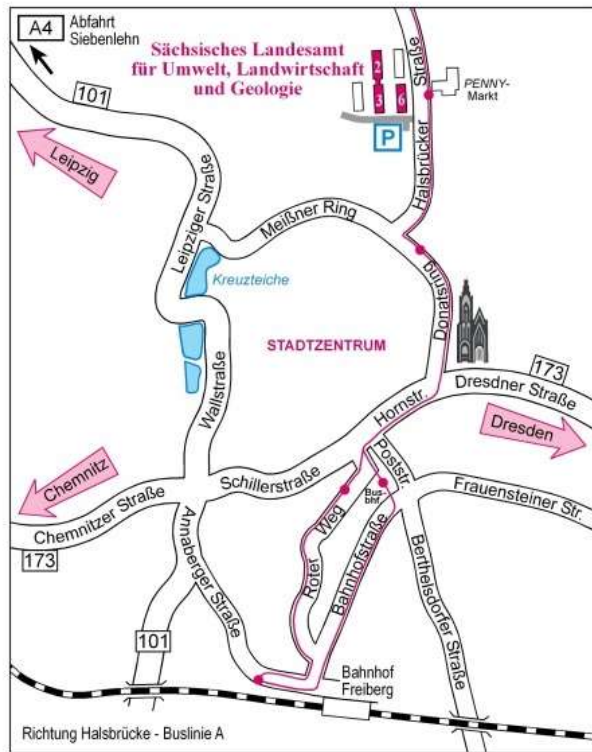 A4
Abfahrt
Siebenlehn
Sächsisches Landesamt
für Umwelt, Landwirtschaft
und Geologie
2
3
6
P
Halsbrücker Straße
PENNY-
Markt
101
Leipzig
Leipziger Straße
Meißner Ring
Kreuzteiche
Donatsring
STADTZENTRUM
173
Dresdner Straße
Dresden
Wallstraße
Hornstr.
Poststr.
Chemnitz
Schillerstraße
Bus-
bhf.
Frauensteiner Str.
Chemnitzer Straße
173
Annaberger Straße
Roter Weg
Bahnhofstraße
Berthelsdorfer Straße
101
Bahnhof
Freiberg
Richtung Halsbrücke - Buslinie A